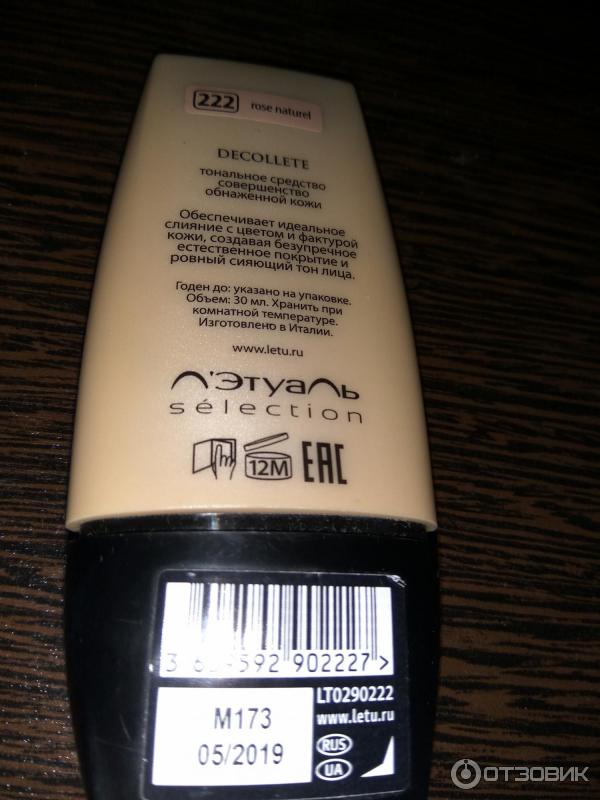 222 rose naturel
DECOLLETE
тональное средство
совершенство
обнаженной кожи
Обеспечивает идеальное
слияние с цветом и фактурой
кожи, создавая безупречное
естественное покрытие и
ровный сияющий тон лица.
Годен до: указано на упаковке.
Объем: 30 мл. Хранить при
комнатной температуре.
Изготовлено в Италии.
www.letu.ru
Л'Этуаль
sélection
12M EAC
592 902227>
LT0290222
www.letu.ru
M173
05/2019
RUS
UA
ОТЗОВИК